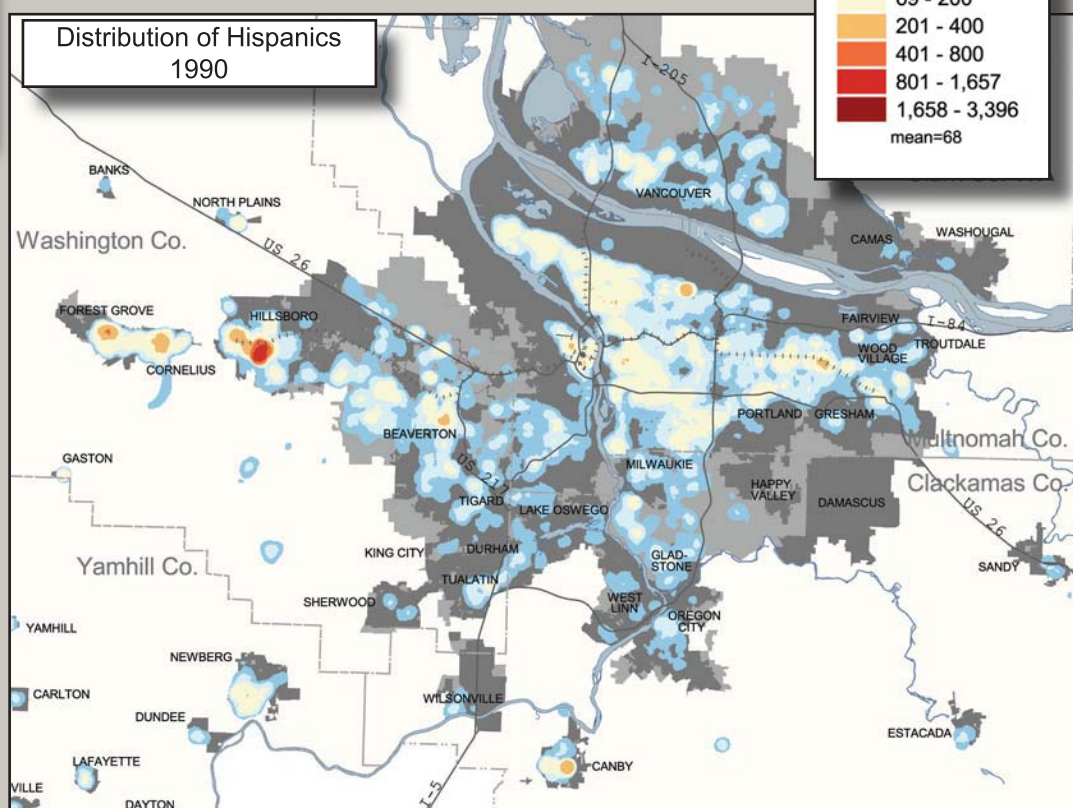 Distribution of Hispanics
1990
69 - 200
201 - 400
401 - 800
801 - 1,657
1,658 - 3,396
mean=68
I-205
BANKS
VANCOUVER
NORTH PLAINS
Washington Co.
US 26
CAMAS
WASHOUGAL
FOREST GROVE
HILLSBORO
FAIRVIEW
I-84
WOOD
VILLAGE
TROUTDALE
CORNELIUS
PORTLAND
GRESHAM
BEAVERTON
Multnomah Co.
GASTON
US 217
MILWAUKIE
Clackamas Co.
HAPPY
VALLEY
TIGARD
LAKE OSWEGO
DAMASCUS
US 26
KING CITY
DURHAM
GLAD-
STONE
Yamhill Co.
SANDY
TUALATIN
SHERWOOD
WEST
LINN
OREGON
CITY
YAMHILL
NEWBERG
CARLTON
WILSONVILLE
DUNDEE
ESTACADA
LAFAYETTE
CANBY
VILLE
I-5
DAYTON